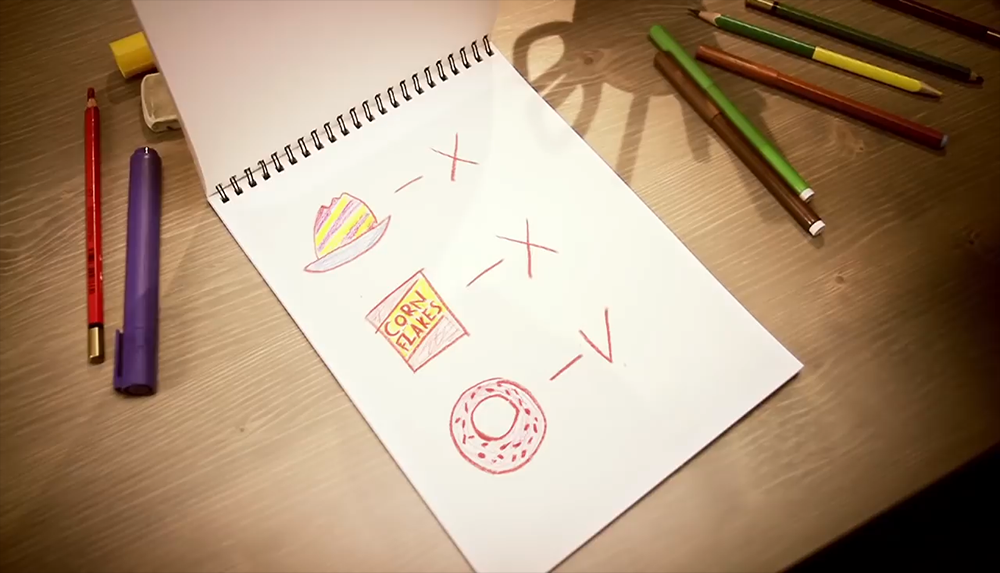 - X
- X
CORN
FLAKES
- V